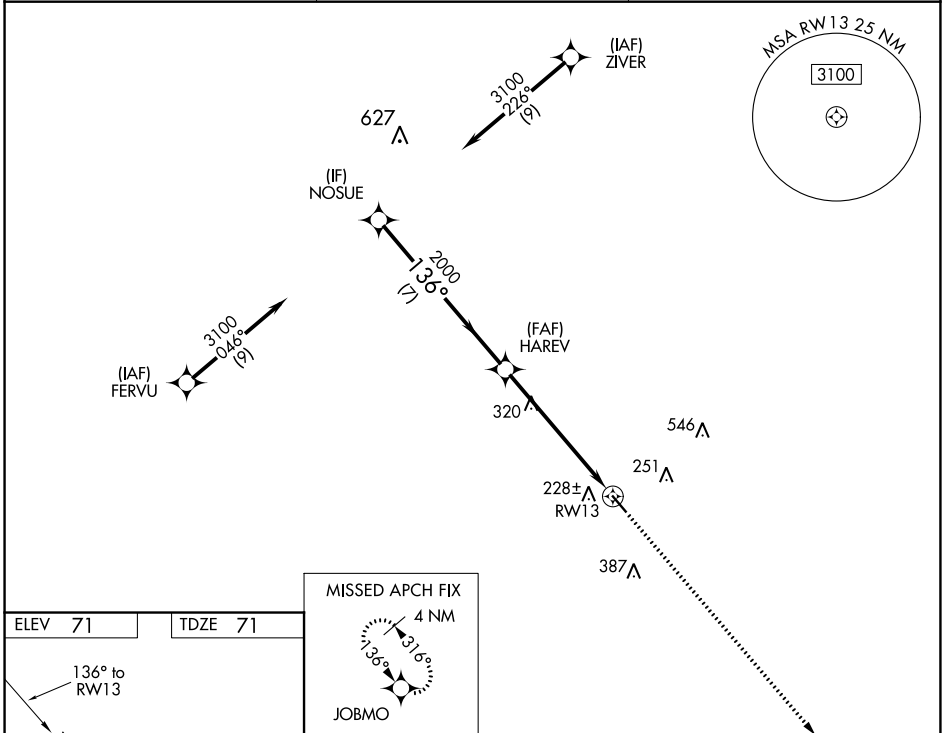 MSA RW13 25 NM
3100
(IAF)
ZIVER
3100
226°
(9)
627
(IF)
NOSUE
2000
136°
(7)
(FAF)
HAREV
3100
046°
(9)
(IAF)
FERVU
320
546
251
228±
RW13
387
MISSED APCH FIX
4 NM
316°
136°
JOBMO
ELEV 71
TDZE 71
136° to
RW13